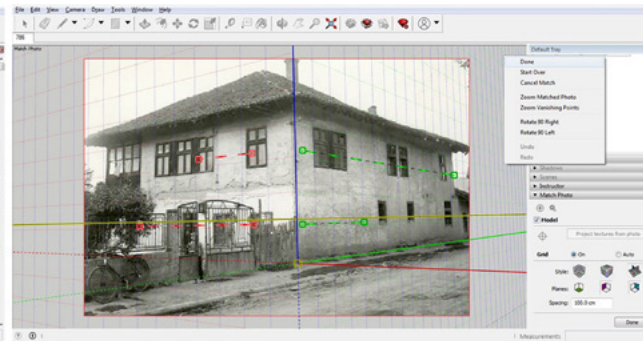 File Edit View Camera Draw Tools Window Help
786
Match Photo
Default Tray
Done
Start Over
Cancel Match
Zoom Matched Photo
Zoom Vanishing Points
Rotate 90 Right
Rotate 90 Left
Undo
Redo
Shadows
Scenes
Instructor
Match Photo
Model
Project textures from photo
Grid On Auto
Style:
Planes:
Spacing: 100.0 cm
Done
Measurements